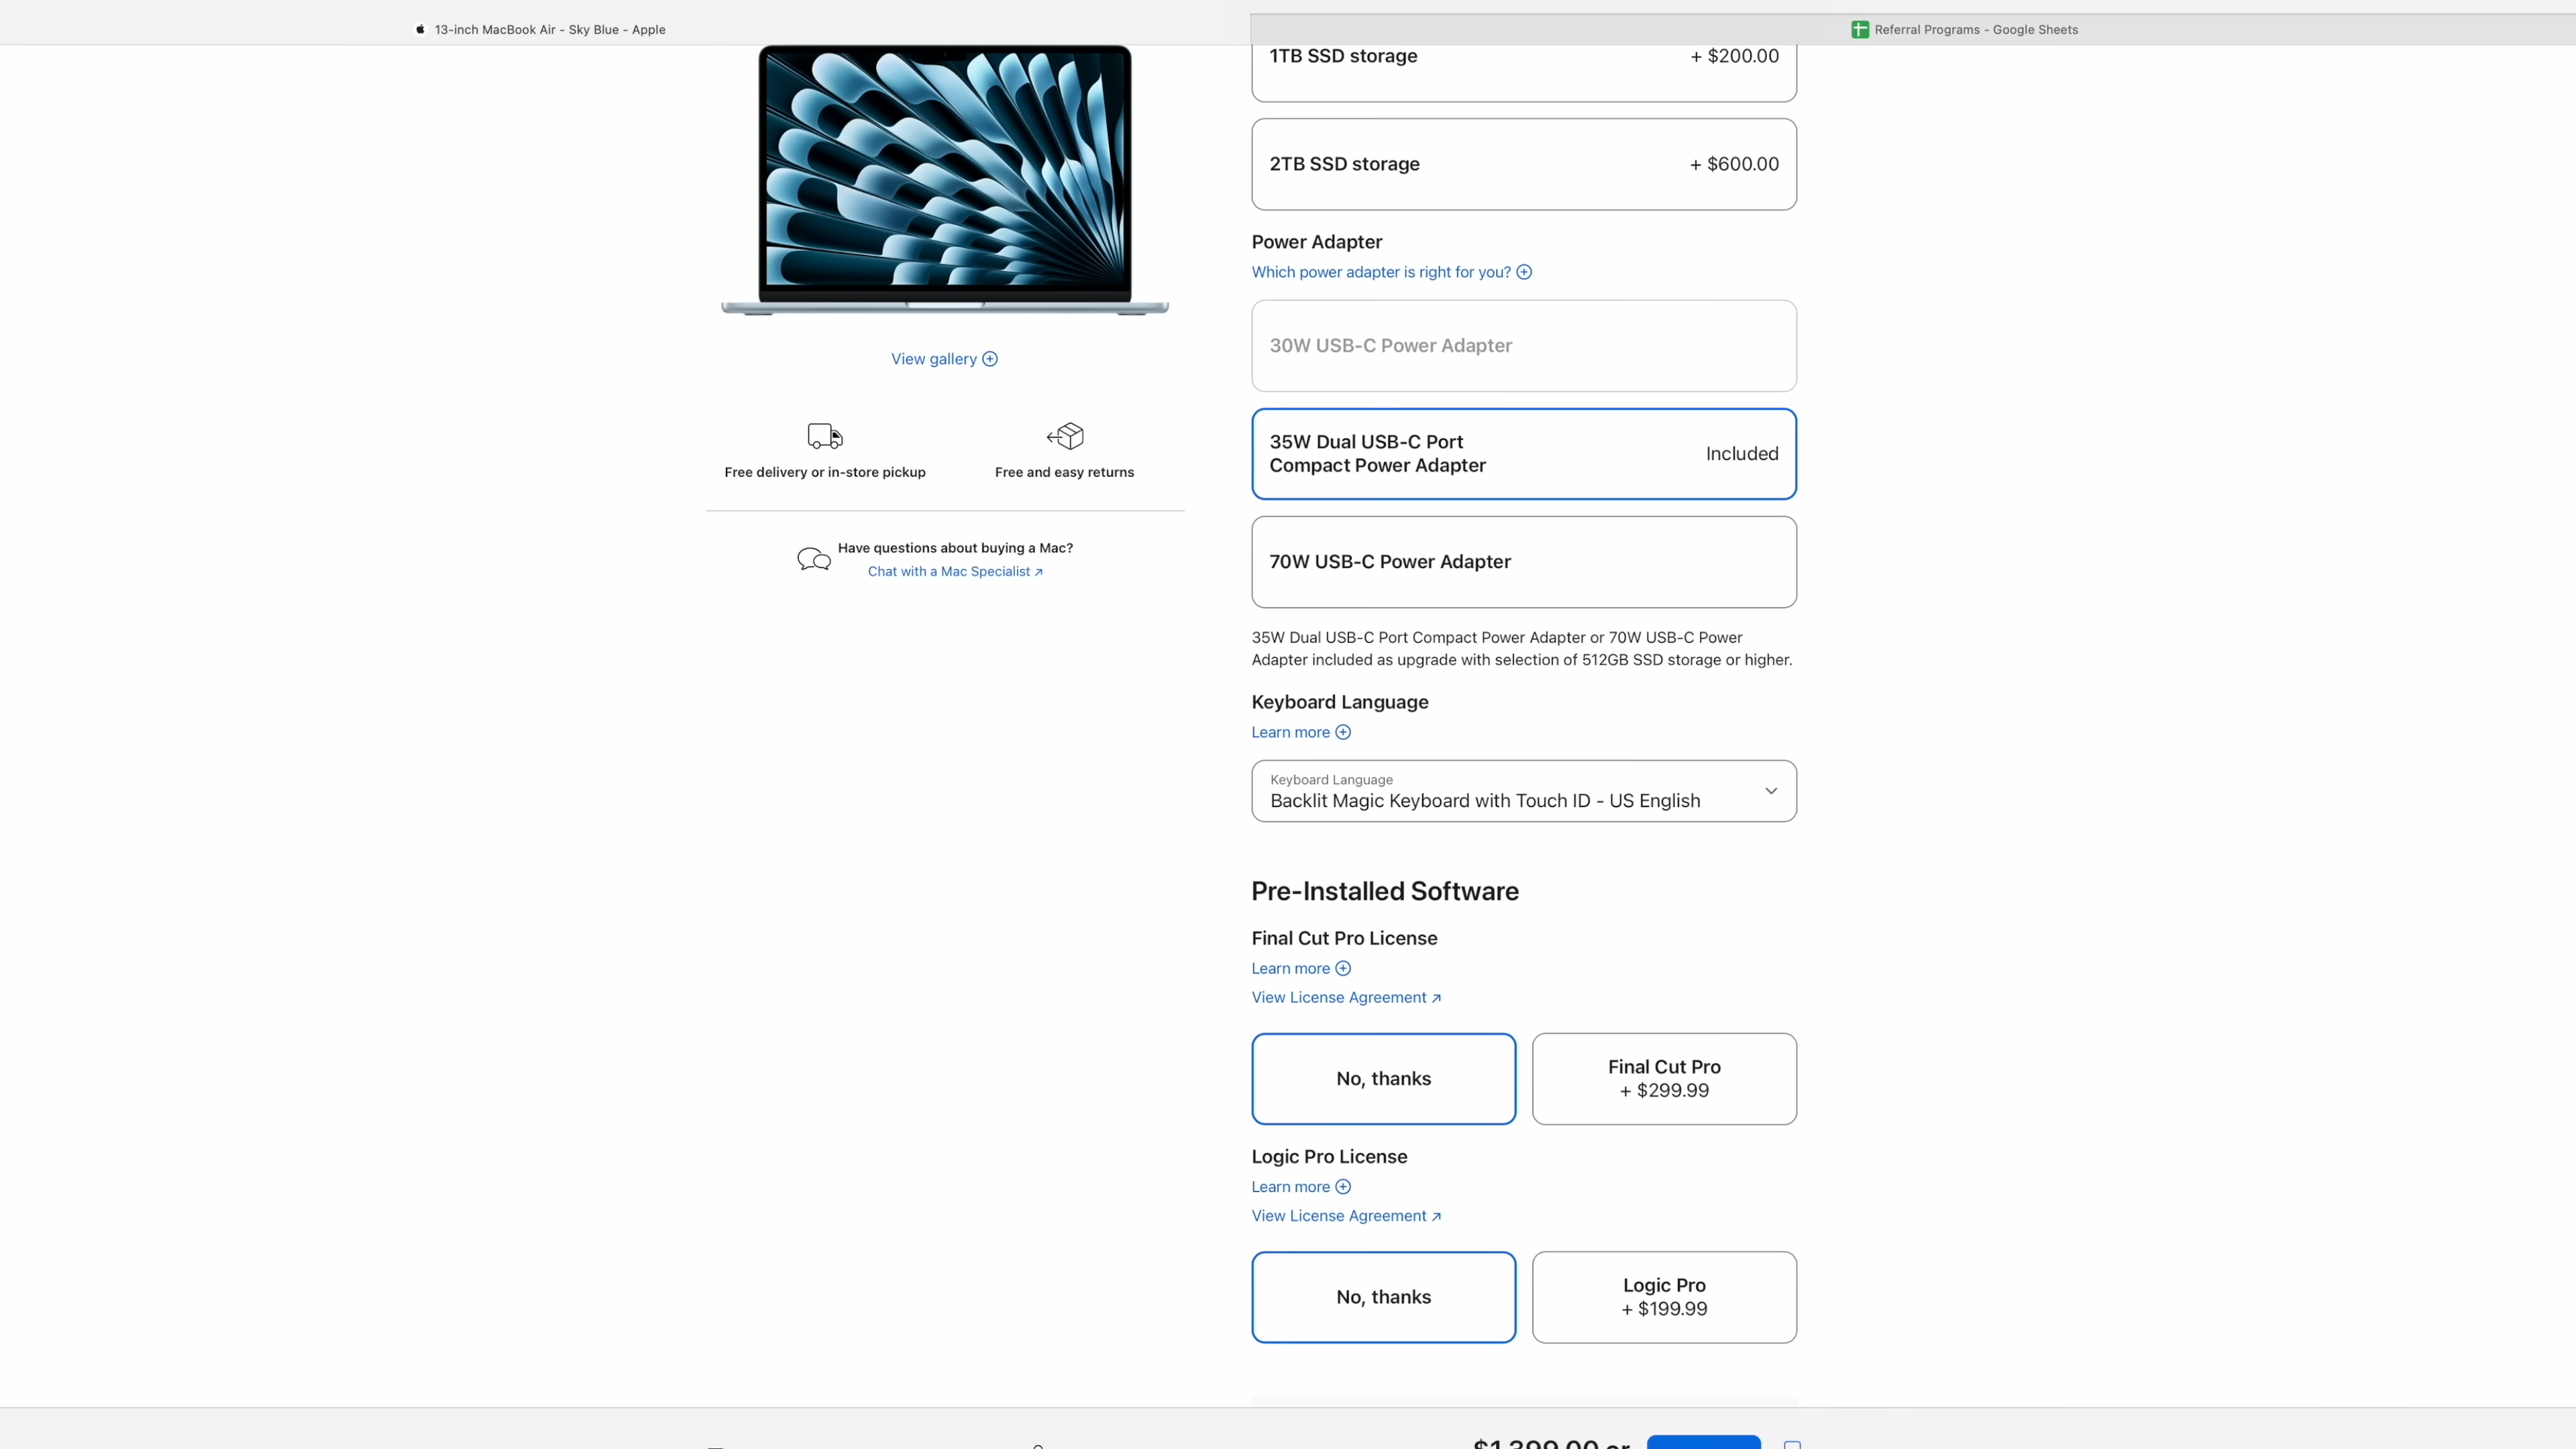 13-inch MacBook Air - Sky Blue - Apple
Referral Programs - Google Sheets
1TB SSD storage + $200.00
2TB SSD storage + $600.00
Power Adapter
Which power adapter is right for you?
30W USB-C Power Adapter
View gallery
35W Dual USB-C Port
Compact Power Adapter
Included
Free delivery or in-store pickup
Free and easy returns
70W USB-C Power Adapter
Have questions about buying a Mac?
Chat with a Mac Specialist ↗
35W Dual USB-C Port Compact Power Adapter or 70W USB-C Power
Adapter included as upgrade with selection of 512GB SSD storage or higher.
Keyboard Language
Learn more
Keyboard Language
Backlit Magic Keyboard with Touch ID - US English
Pre-Installed Software
Final Cut Pro License
Learn more
View License Agreement ↗
No, thanks
Final Cut Pro
+ $299.99
Logic Pro License
Learn more
View License Agreement ↗
No, thanks
Logic Pro
+ $199.99
$1,399.00 or